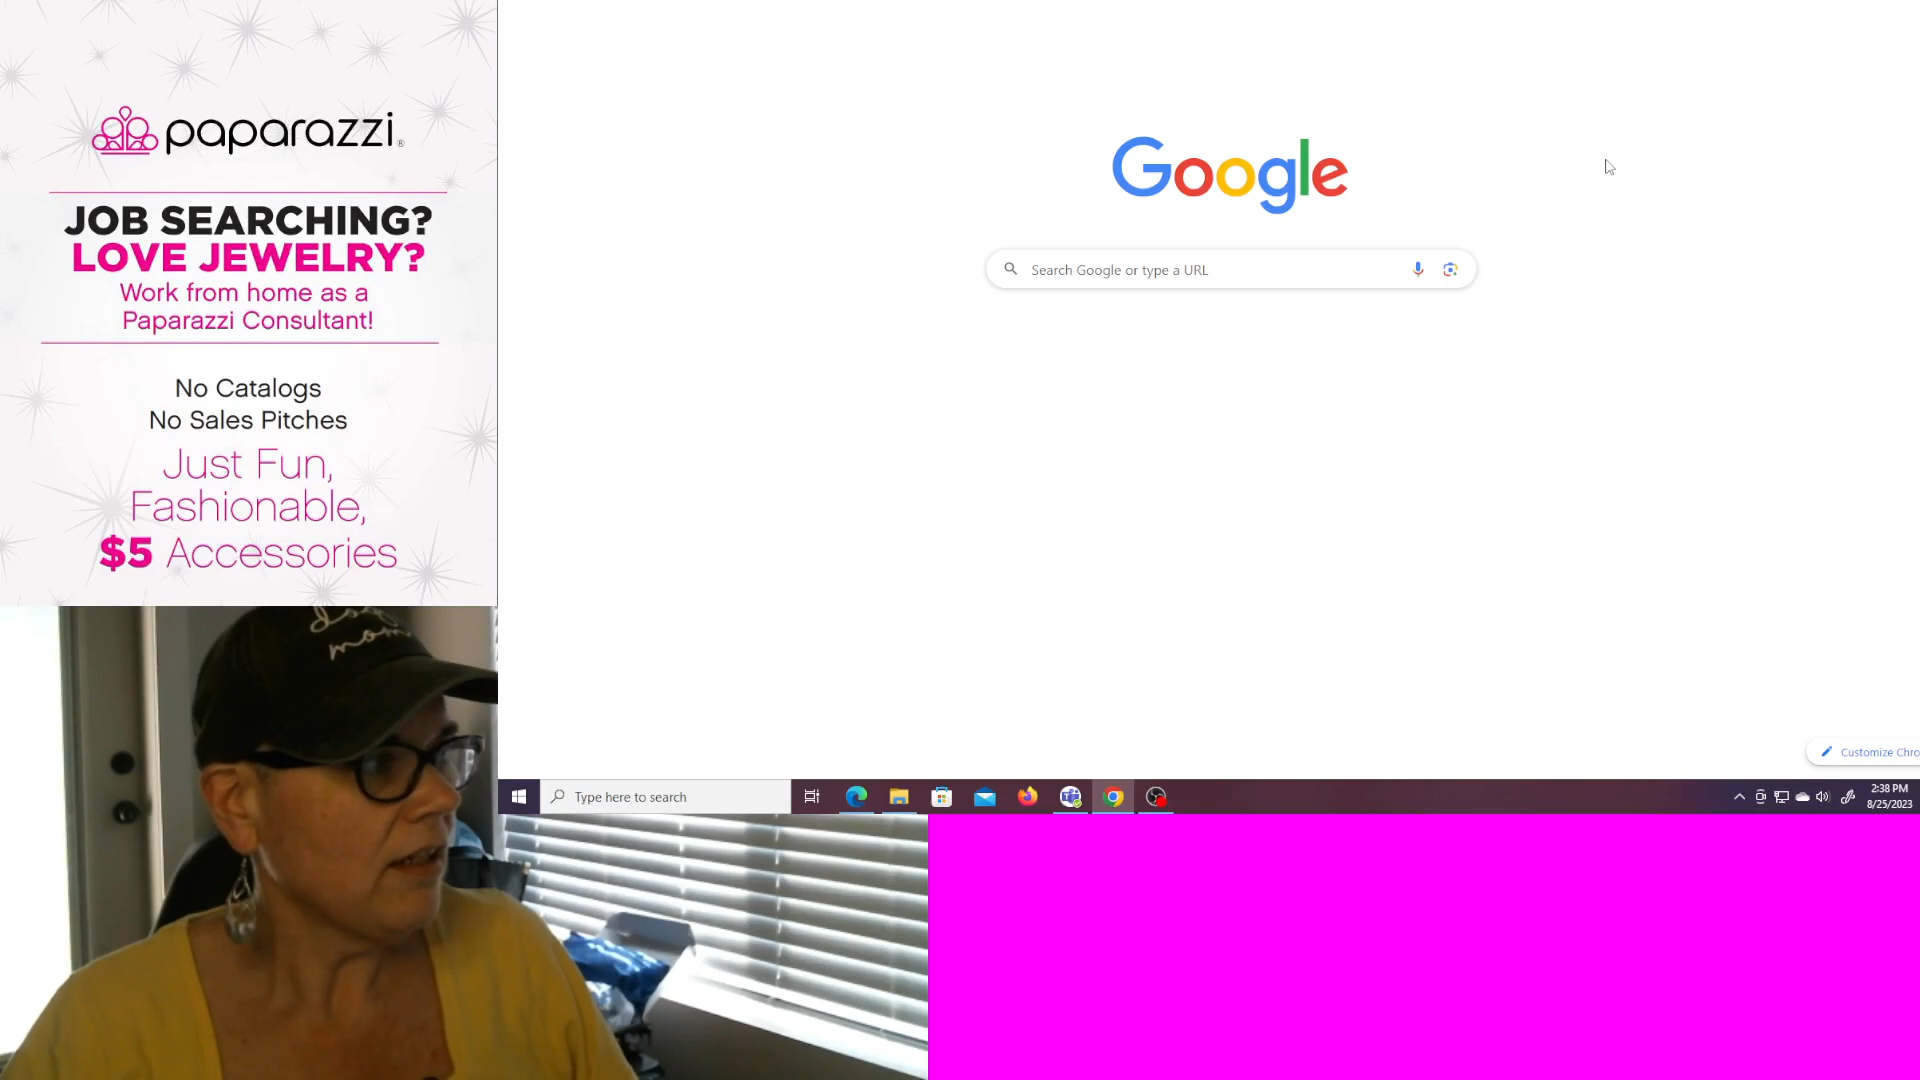 paparazzi®
JOB SEARCHING?
LOVE JEWELRY?
Work from home as a
Paparazzi Consultant!
No Catalogs
No Sales Pitches
Just Fun,
Fashionable,
$5 Accessories
dog
mom
Google
Search Google or type a URL
Customize Chro
Type here to search
2:38 PM
8/25/2023